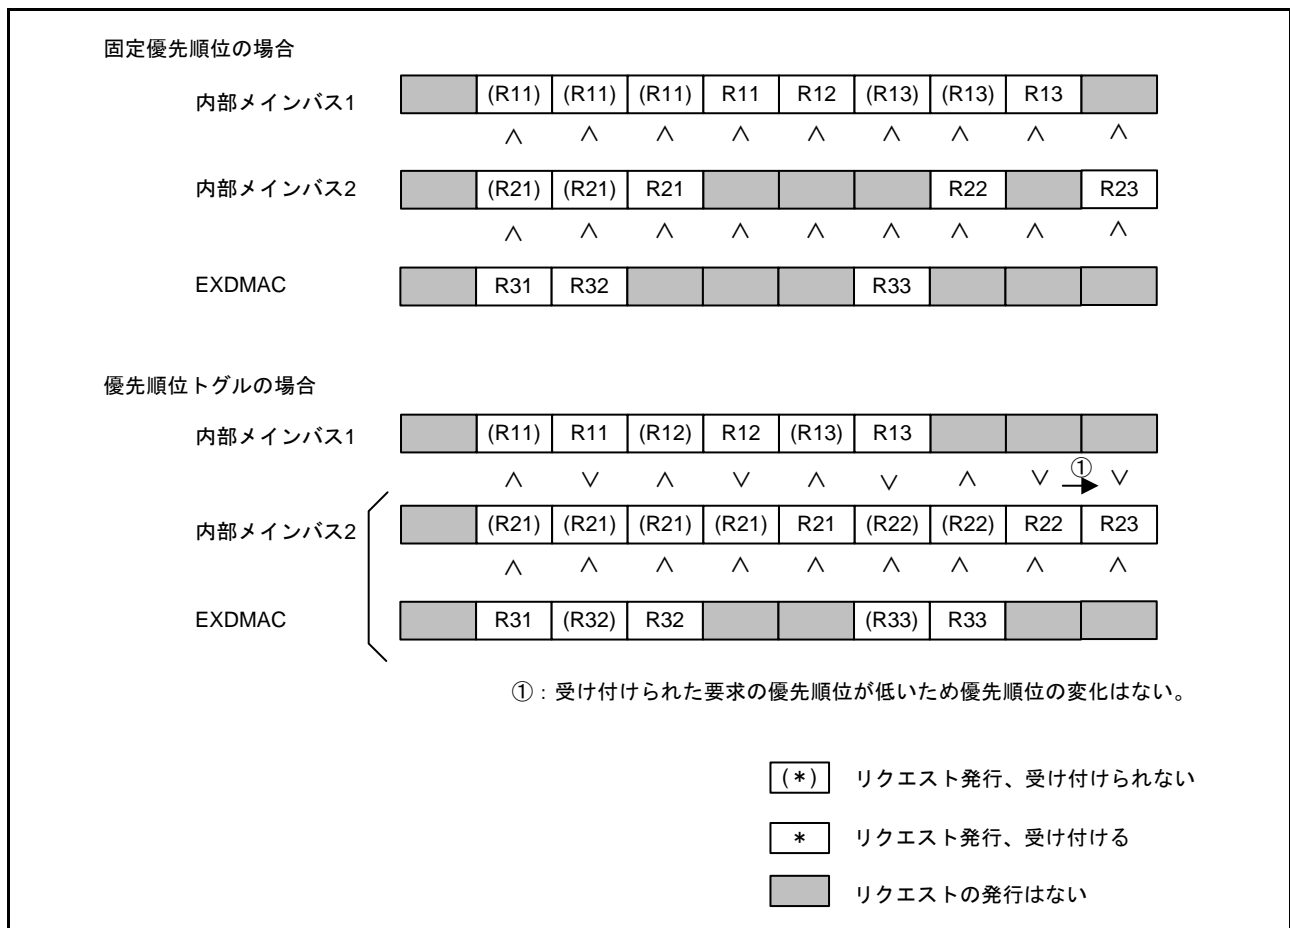 固定優先順位の場合
内部メインバス1 (R11) (R11) (R11) R11 R12 (R13) (R13) R13
∧ ∧ ∧ ∧ ∧ ∧ ∧ ∧ ∧
内部メインバス2 (R21) (R21) R21 R22 R23
∧ ∧ ∧ ∧ ∧ ∧ ∧ ∧ ∧
EXDMAC R31 R32 R33
優先順位トグルの場合
内部メインバス1 (R11) R11 (R12) R12 (R13) R13
∧ ∨ ∧ ∨ ∧ ∨ ∧ ∨ ① ∨
内部メインバス2 (R21) (R21) (R21) (R21) R21 (R22) (R22) R22 R23
∧ ∧ ∧ ∧ ∧ ∧ ∧ ∧ ∧
EXDMAC R31 (R32) R32 (R33) R33
①：受け付けられた要求の優先順位が低いため優先順位の変化はない。
(*) リクエスト発行、受け付けられない
* リクエスト発行、受け付ける
リクエストの発行はない